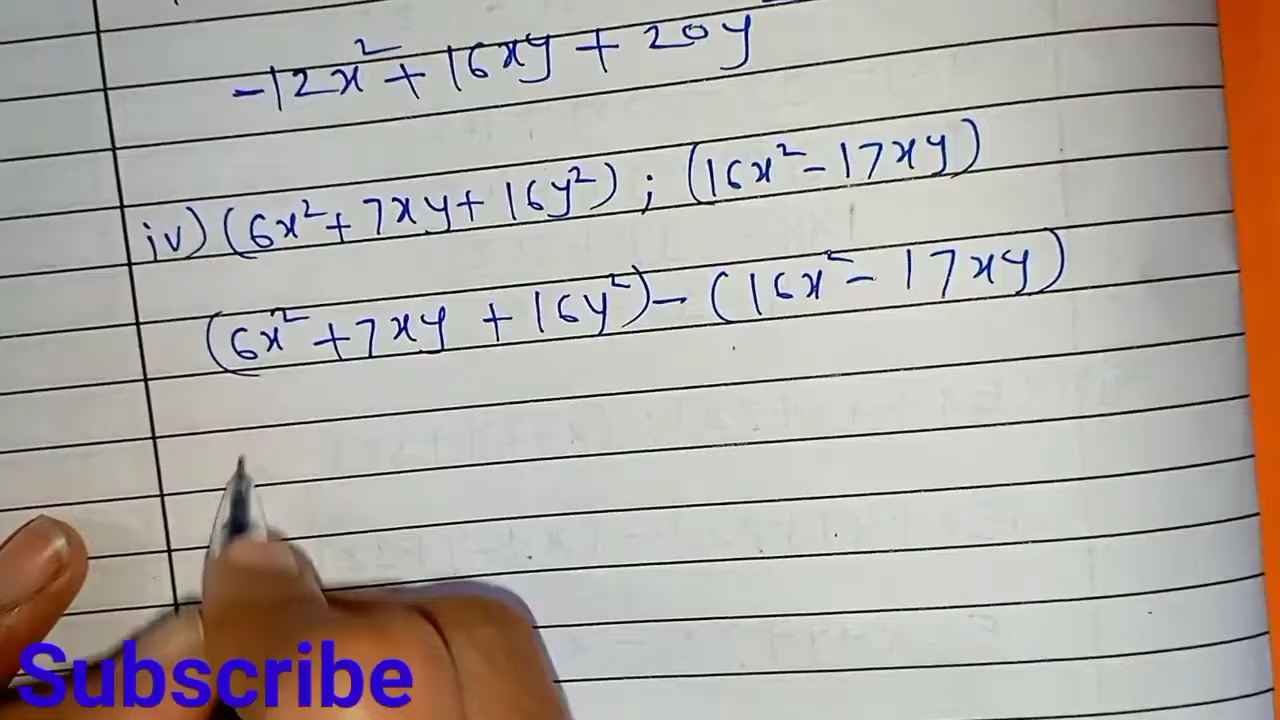 -12x² + 16xy + 20y
iv) (6x² + 7xy + 16y²) ; (16x² - 17xy)
(6x² + 7xy + 16y²) - (16x² - 17xy)
Subscribe